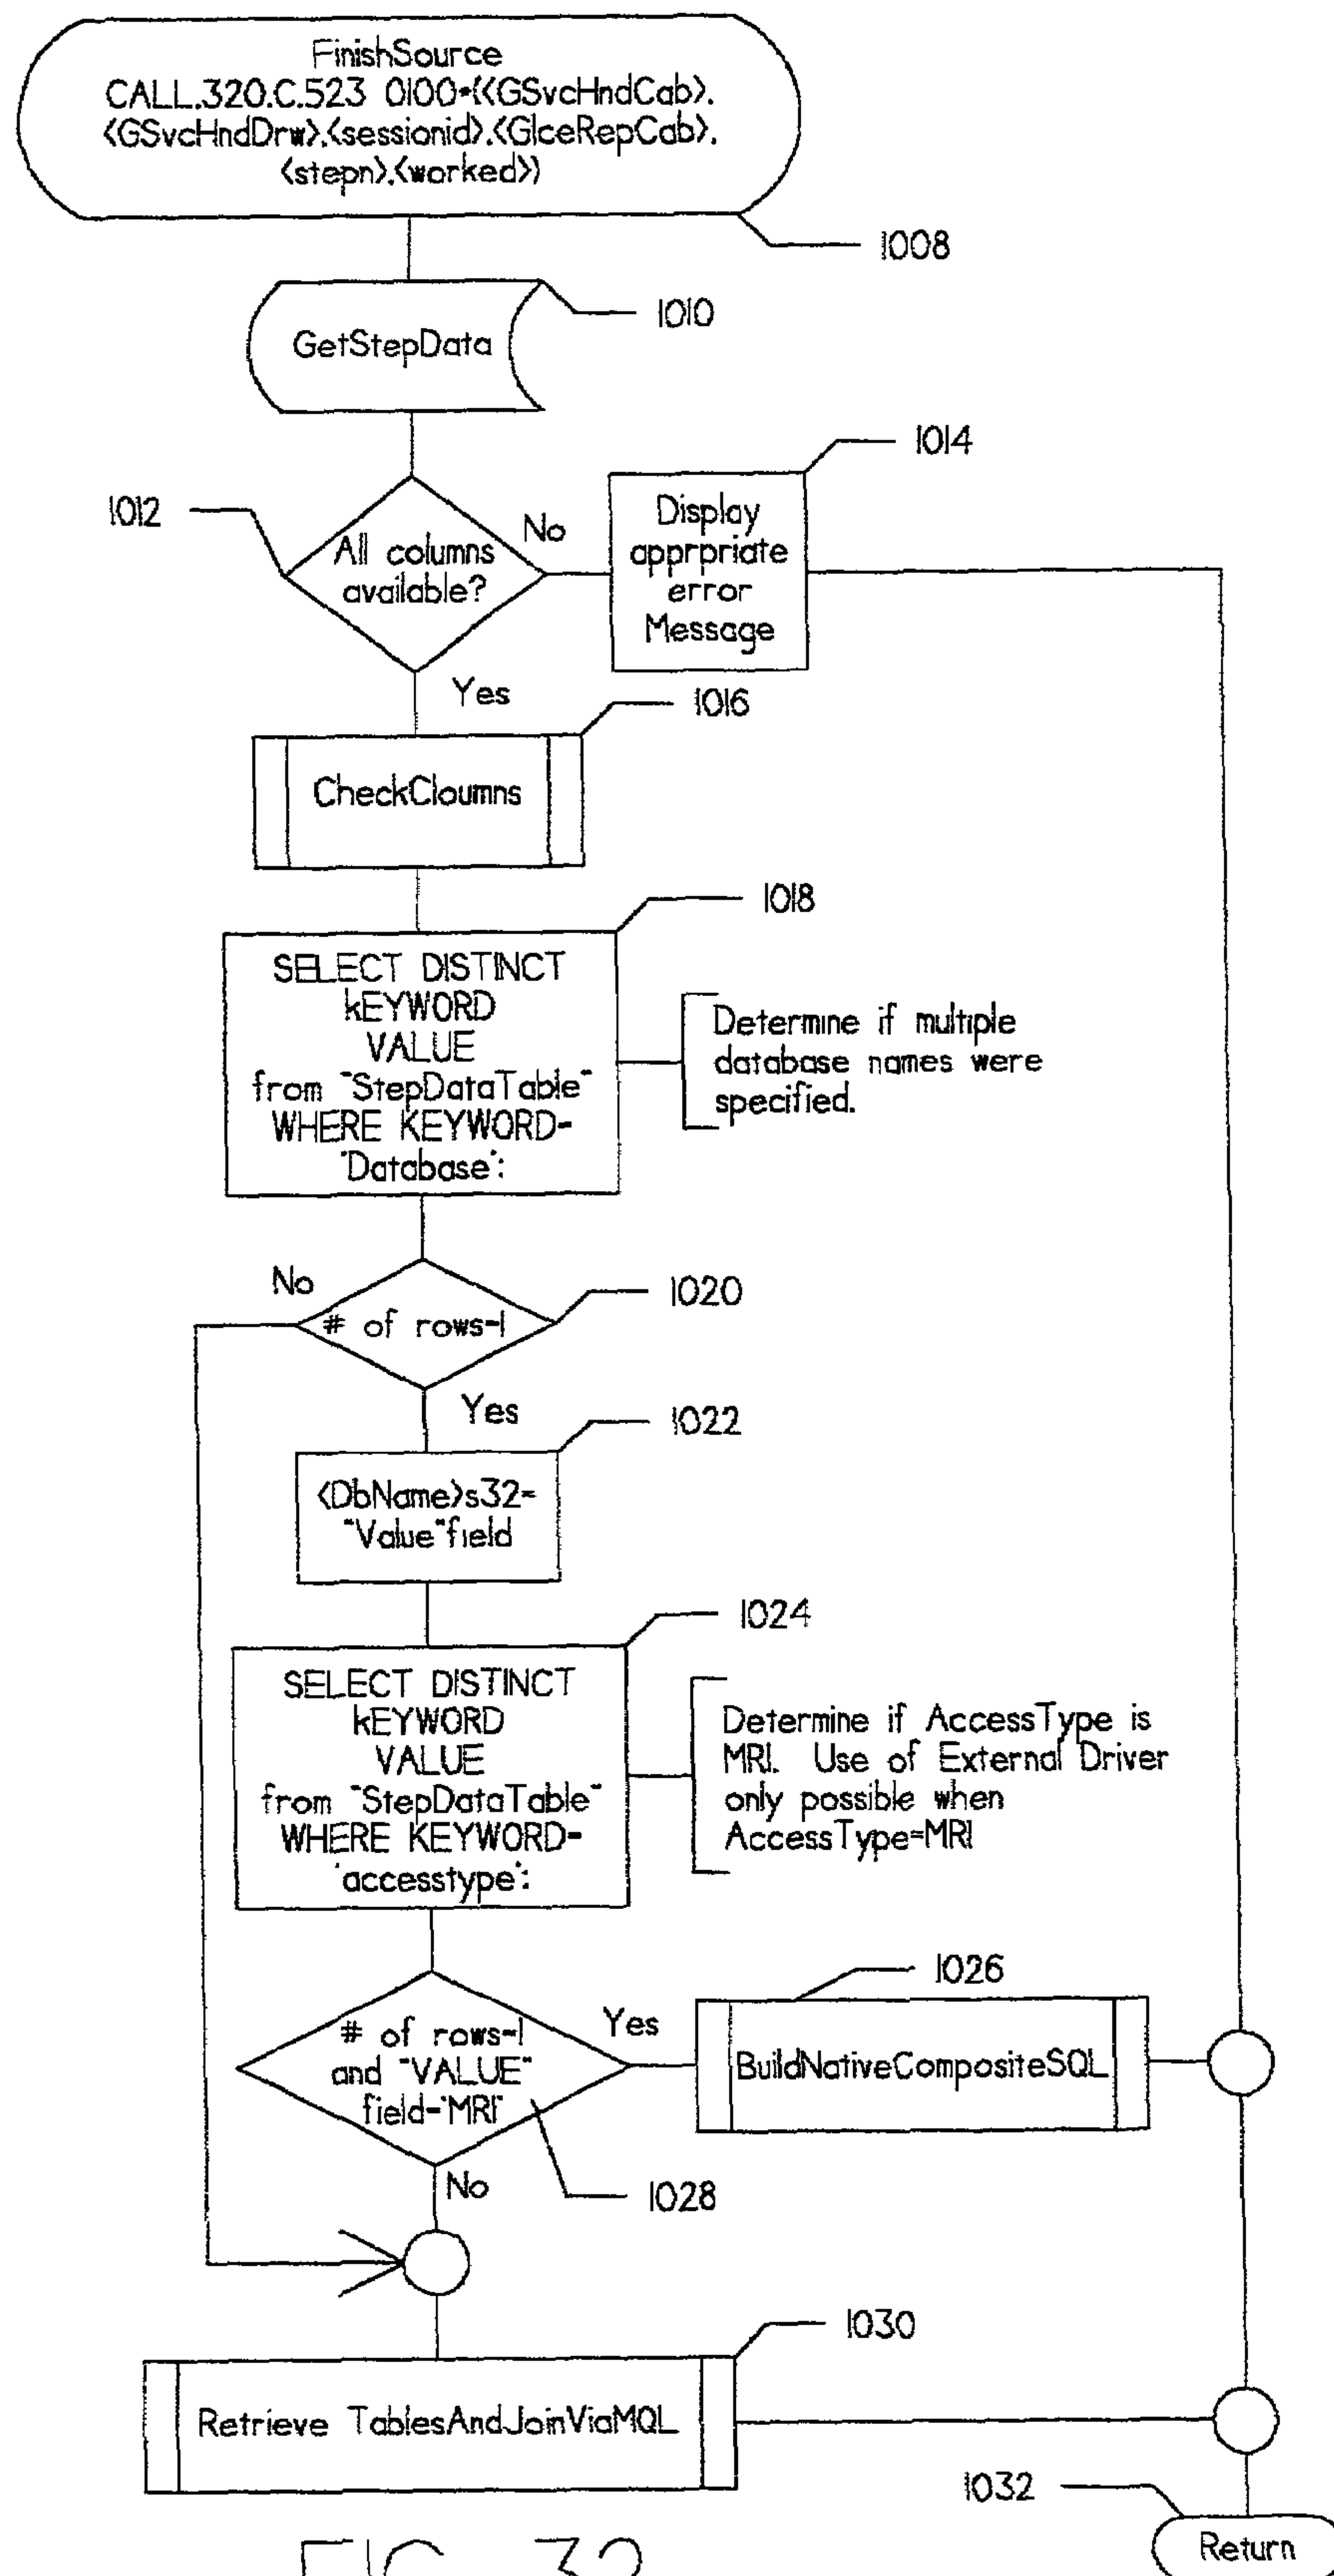 FinishSource
CALL.320.C.523 0100={<GSvcHndCab>.
<GSvcHndDrw>.<sessionid>.<GlceRepCab>.
<stepn>.<worked>)
1008
GetStepData
1010
1012
All columns
available?
No
Yes
1014
Display
apprpriate
error
Message
1016
CheckCloumns
1018
SELECT DISTINCT
kEYWORD
VALUE
from "StepDataTable"
WHERE KEYWORD=
'Database':
Determine if multiple
database names were
specified.
No
# of rows=1
1020
Yes
1022
<DbName>s32=
"Value"field
1024
SELECT DISTINCT
kEYWORD
VALUE
from "StepDataTable"
WHERE KEYWORD=
'accesstype':
Determine if AccessType is
MRI. Use of External Driver
only possible when
AccessType=MRI
# of rows=1
and "VALUE"
field="MRI"
Yes
1026
BuildNativeCompositeSQL
No
1028
1030
Retrieve TablesAndJoinViaMQL
1032
Return
FIG. 32